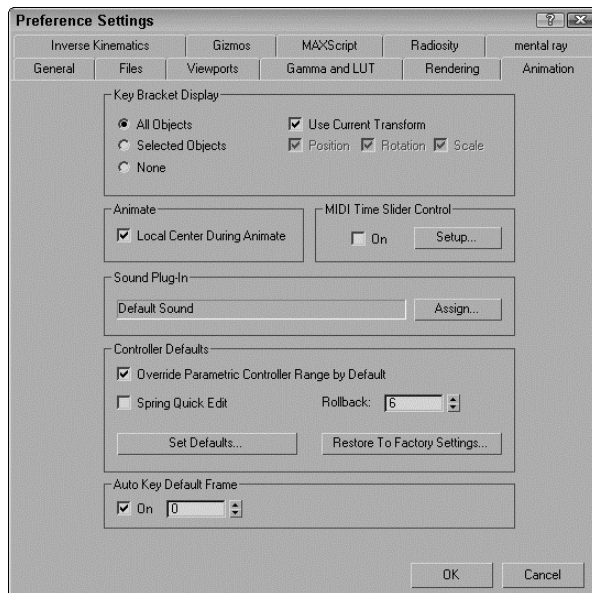 Preference Settings
Inverse Kinematics Gizmos MAXScript Radiosity mental ray
General Files Viewports Gamma and LUT Rendering Animation
Key Bracket Display
All Objects Use Current Transform
Selected Objects Position Rotation Scale
None
Animate MIDI Time Slider Control
Local Center During Animate On Setup...
Sound Plug-In
Default Sound Assign...
Controller Defaults
Override Parametric Controller Range by Default
Spring Quick Edit Rollback: 6
Set Defaults... Restore To Factory Settings...
Auto Key Default Frame
On 0
OK Cancel